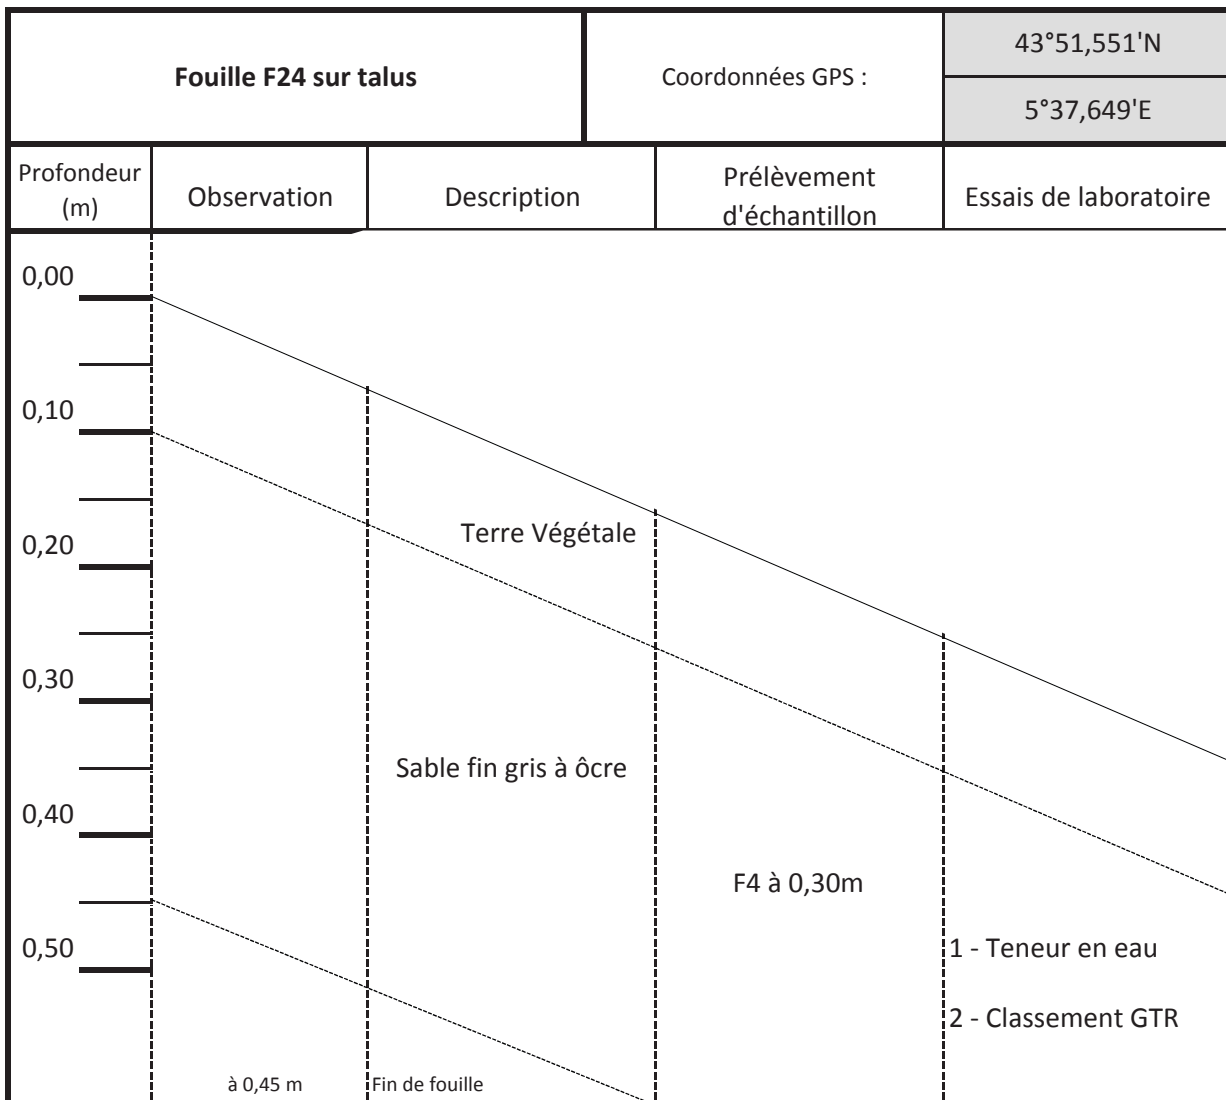 Fouille F24 sur talus
Coordonnées GPS :
43°51,551'N
5°37,649'E
Profondeur
(m)
Observation
Description
Prélèvement
d'échantillon
Essais de laboratoire
0,00
0,10
Terre Végétale
0,20
0,30
Sable fin gris à ôcre
0,40
F4 à 0,30m
0,50
1 - Teneur en eau
2 - Classement GTR
à 0,45 m
Fin de fouille